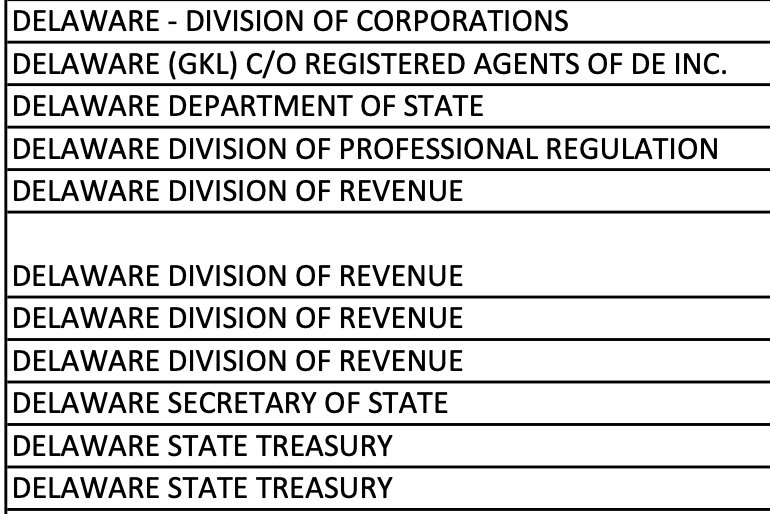 DELAWARE - DIVISION OF CORPORATIONS
DELAWARE (GKL) C/O REGISTERED AGENTS OF DE INC.
DELAWARE DEPARTMENT OF STATE
DELAWARE DIVISION OF PROFESSIONAL REGULATION
DELAWARE DIVISION OF REVENUE
DELAWARE DIVISION OF REVENUE
DELAWARE DIVISION OF REVENUE
DELAWARE DIVISION OF REVENUE
DELAWARE SECRETARY OF STATE
DELAWARE STATE TREASURY
DELAWARE STATE TREASURY